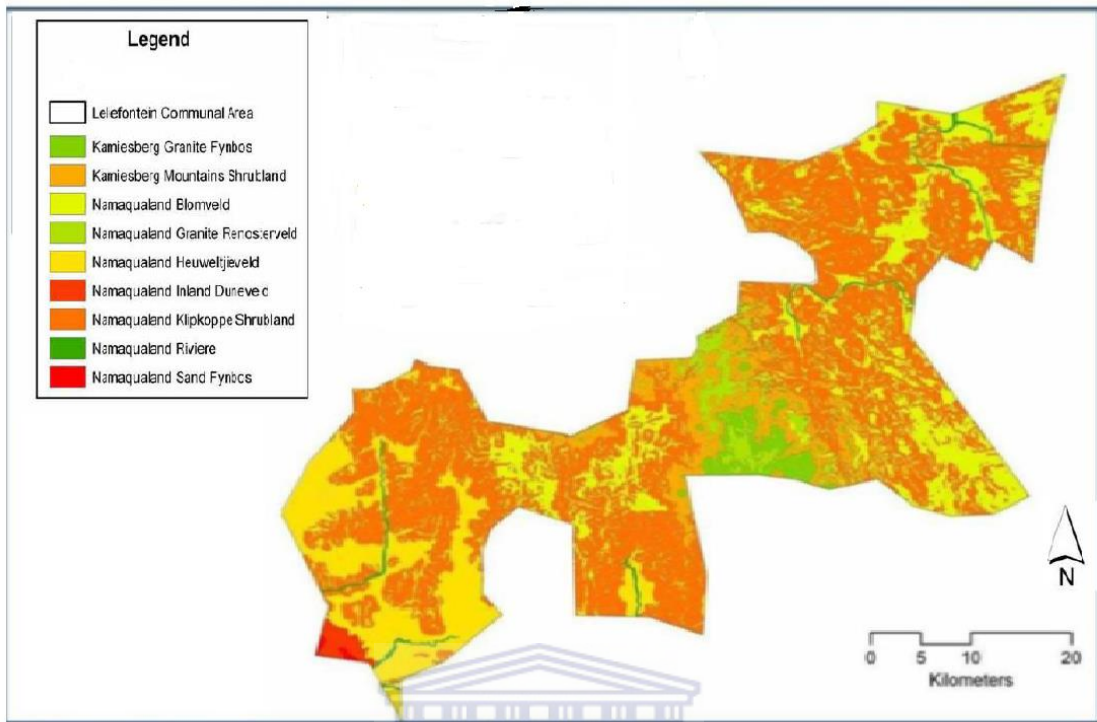 Legend
Leliefontein Communal Area
Kamiesberg Granite Fynbos
Kamiesberg Mountains Shrubland
Namaqualand Blomveld
Namaqualand Granite Renosterveld
Namaqualand Heuweltjieveld
Namaqualand Inland Duneveld
Namaqualand Klipkoppe Shrubland
Namaqualand Riviere
Namaqualand Sand Fynbos
N
0 5 10 20
Kilometers